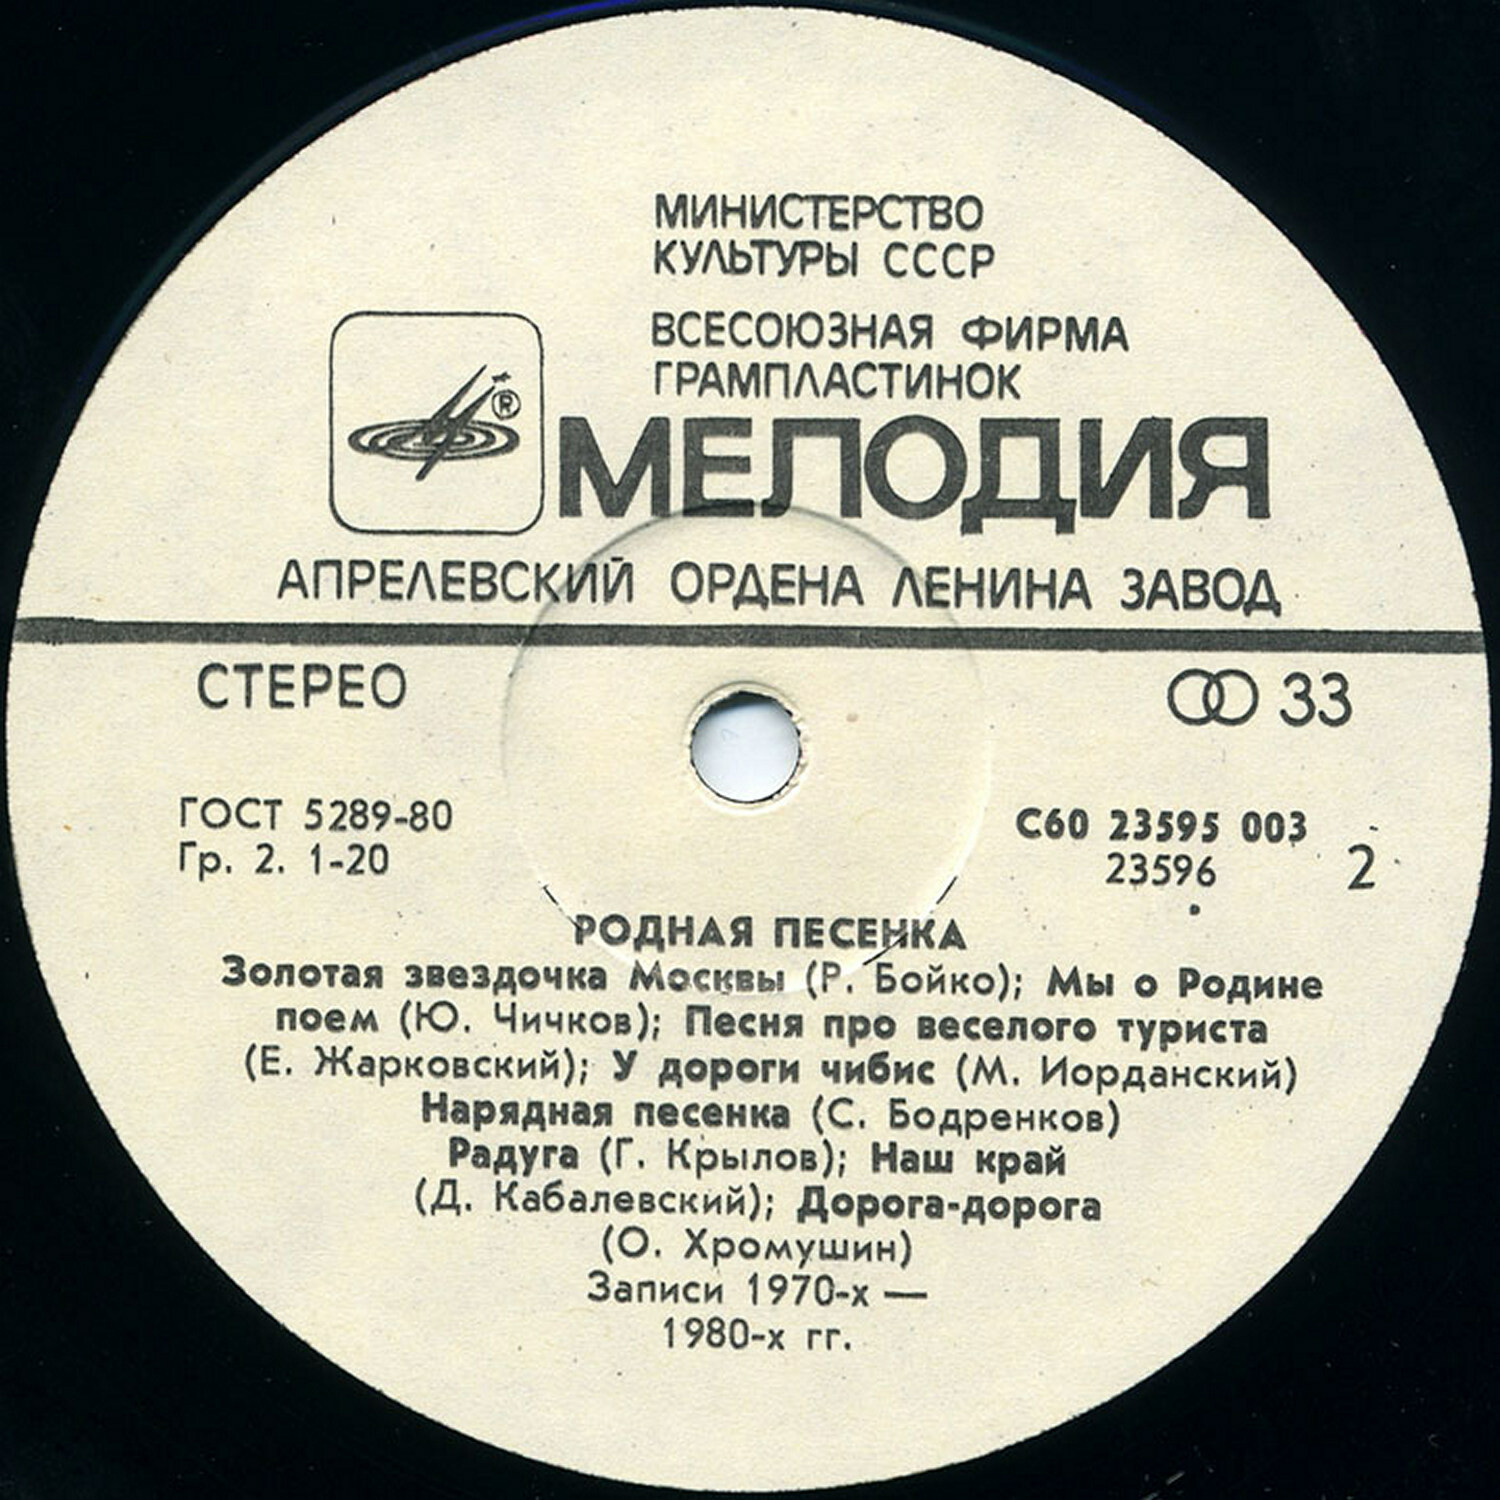 МИНИСТЕРСТВО
КУЛЬТУРЫ СССР
ВСЕСОЮЗНАЯ ФИРМА
ГРАМПЛАСТИНОК
®
МЕЛОДИЯ
АПРЕЛЕВСКИЙ ОРДЕНА ЛЕНИНА ЗАВОД
СТЕРЕО
33
ГОСТ 5289-80
Гр. 2. 1-20
С60 23595 003
23596
2
РОДНАЯ ПЕСЕНКА
Золотая звездочка Москвы (Р. Бойко); Мы о Родине
поем (Ю. Чичков); Песня про веселого туриста
(Е. Жарковский); У дороги чибис (М. Иорданский)
Нарядная песенка (С. Бодренков)
Радуга (Г. Крылов); Наш край
(Д. Кабалевский); Дорога-дорога
(О. Хромушин)
Записи 1970-х —
1980-х гг.